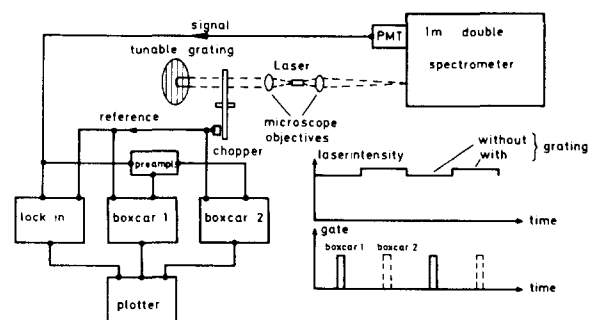 signal
tunable grating
PMT
1m double
spectrometer
Laser
reference
microscope
objectives
chopper
preampl
lock in
boxcar 1
boxcar 2
plotter
laserintensity
without
with
grating
time
gate
boxcar 1
boxcar 2
time